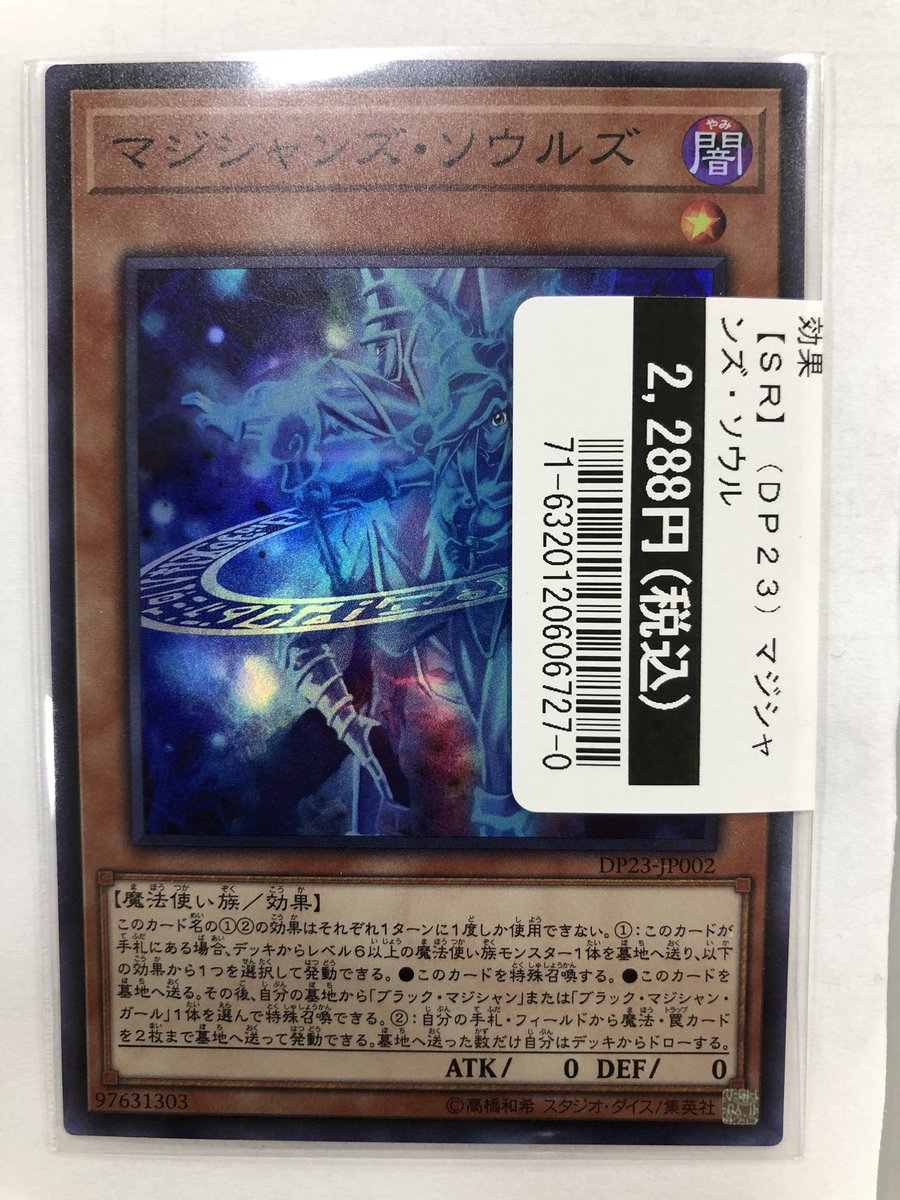 マジシャンズ・ソウルズ
やみ
闇
効果
【SR】(DP23)マジシャ
ンズ・ソウル
2,288円(税込)
71-6320120606727-0
DP23-JP002
【魔法使い族/効果】
このカード名の①②の効果はそれぞれ1ターンに1度しか使用できない。①:このカードが
手札にある場合、デッキからレベル6以上の魔法使い族モンスター1体を墓地へ送り、以下
の効果から1つを選択して発動できる。●このカードを特殊召喚する。●このカードを
墓地へ送る。その後、自分の墓地から「ブラック・マジシャン」または「ブラック・マジシャン・
ガール」1体を選んで特殊召喚できる。②:自分の手札・フィールドから魔法・罠カード
を2枚まで墓地へ送って発動できる。墓地へ送った数だけ自分はデッキからドローする。
ATK/ 0 DEF/ 0
97631303
©高橋和希 スタジオ・ダイス/集英社